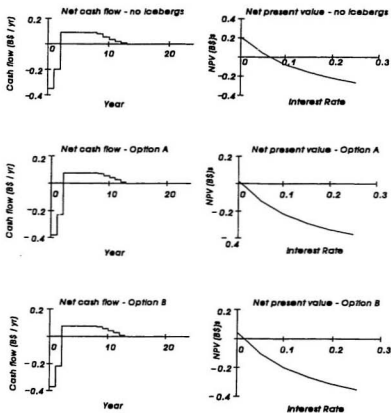 Net cash flow - no icebergs
Cash flow (B$ / yr)
0.2
0
10
20
-0.2
-0.4
Year
Net present value - no icebergs
NPV (B$)s
0.4
0.2
0
0.1
0.2
0.3
-0.2
-0.4
Interest Rate
Net cash flow - Option A
Cash flow (B$ / yr)
0.2
0
10
20
-0.2
-0.4
Year
Net present value - Option A
NPV (B$)s
0.2
0
0.1
0.2
0.3
-0.2
0.4
Interest Rate
Net cash flow - Option B
Cash flow (B$ / yr)
0.2
0
10
20
-0.2
-0.4
Year
Net present value - Option B
NPV (B$)s
0.2
0
0.1
0.2
0.3
-0.2
-0.4
Interest Rate